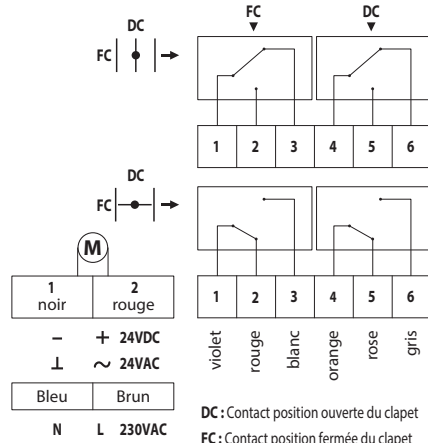 FC DC
DC
FC
1 2 3 4 5 6
DC
FC
M
1 2
noir rouge
1 2 3 4 5 6
violet rouge blanc orange rose gris
– + 24VDC
⊥ ~ 24VAC
Bleu Brun
N L 230VAC
DC : Contact position ouverte du clapet
FC : Contact position fermée du clapet